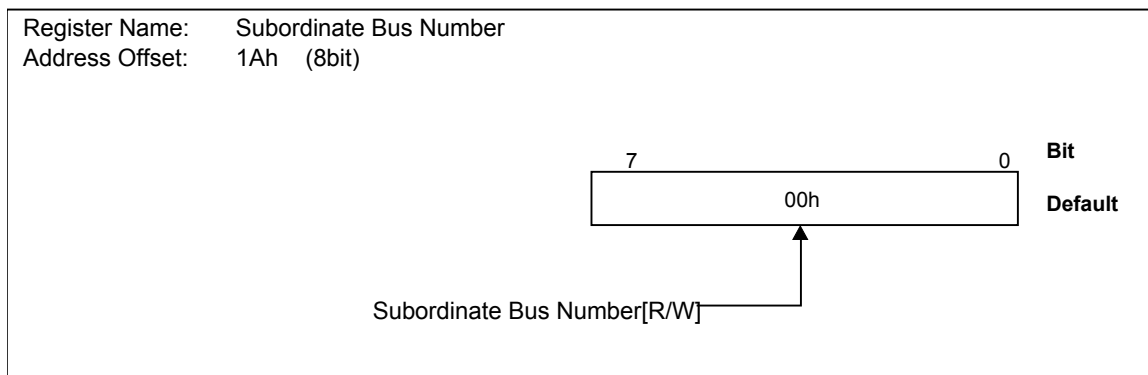 Register Name: Subordinate Bus Number
Address Offset: 1Ah (8bit)
7 0 Bit
00h Default
Subordinate Bus Number[R/W]